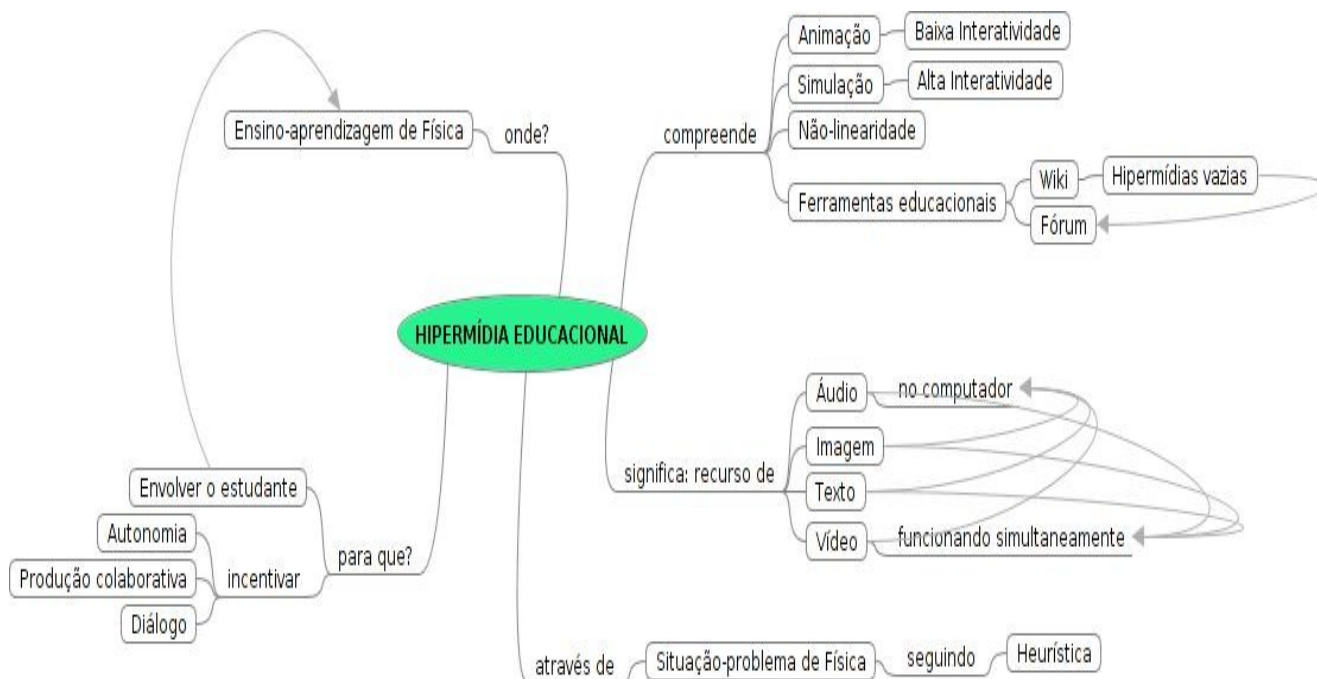 Animação
Baixa Interatividade
Simulação
Alta Interatividade
Ensino-aprendizagem de Física
onde?
compreende
Não-linearidade
Ferramentas educacionais
Wiki
Hipermídias vazias
Fórum
HIPERMÍDIA EDUCACIONAL
significa: recurso de
Áudio
no computador
Imagem
Texto
Vídeo
funcionando simultaneamente
Envolver o estudante
Autonomia
Produção colaborativa
Diálogo
incentivar
para que?
através de
Situação-problema de Física
seguindo
Heurística